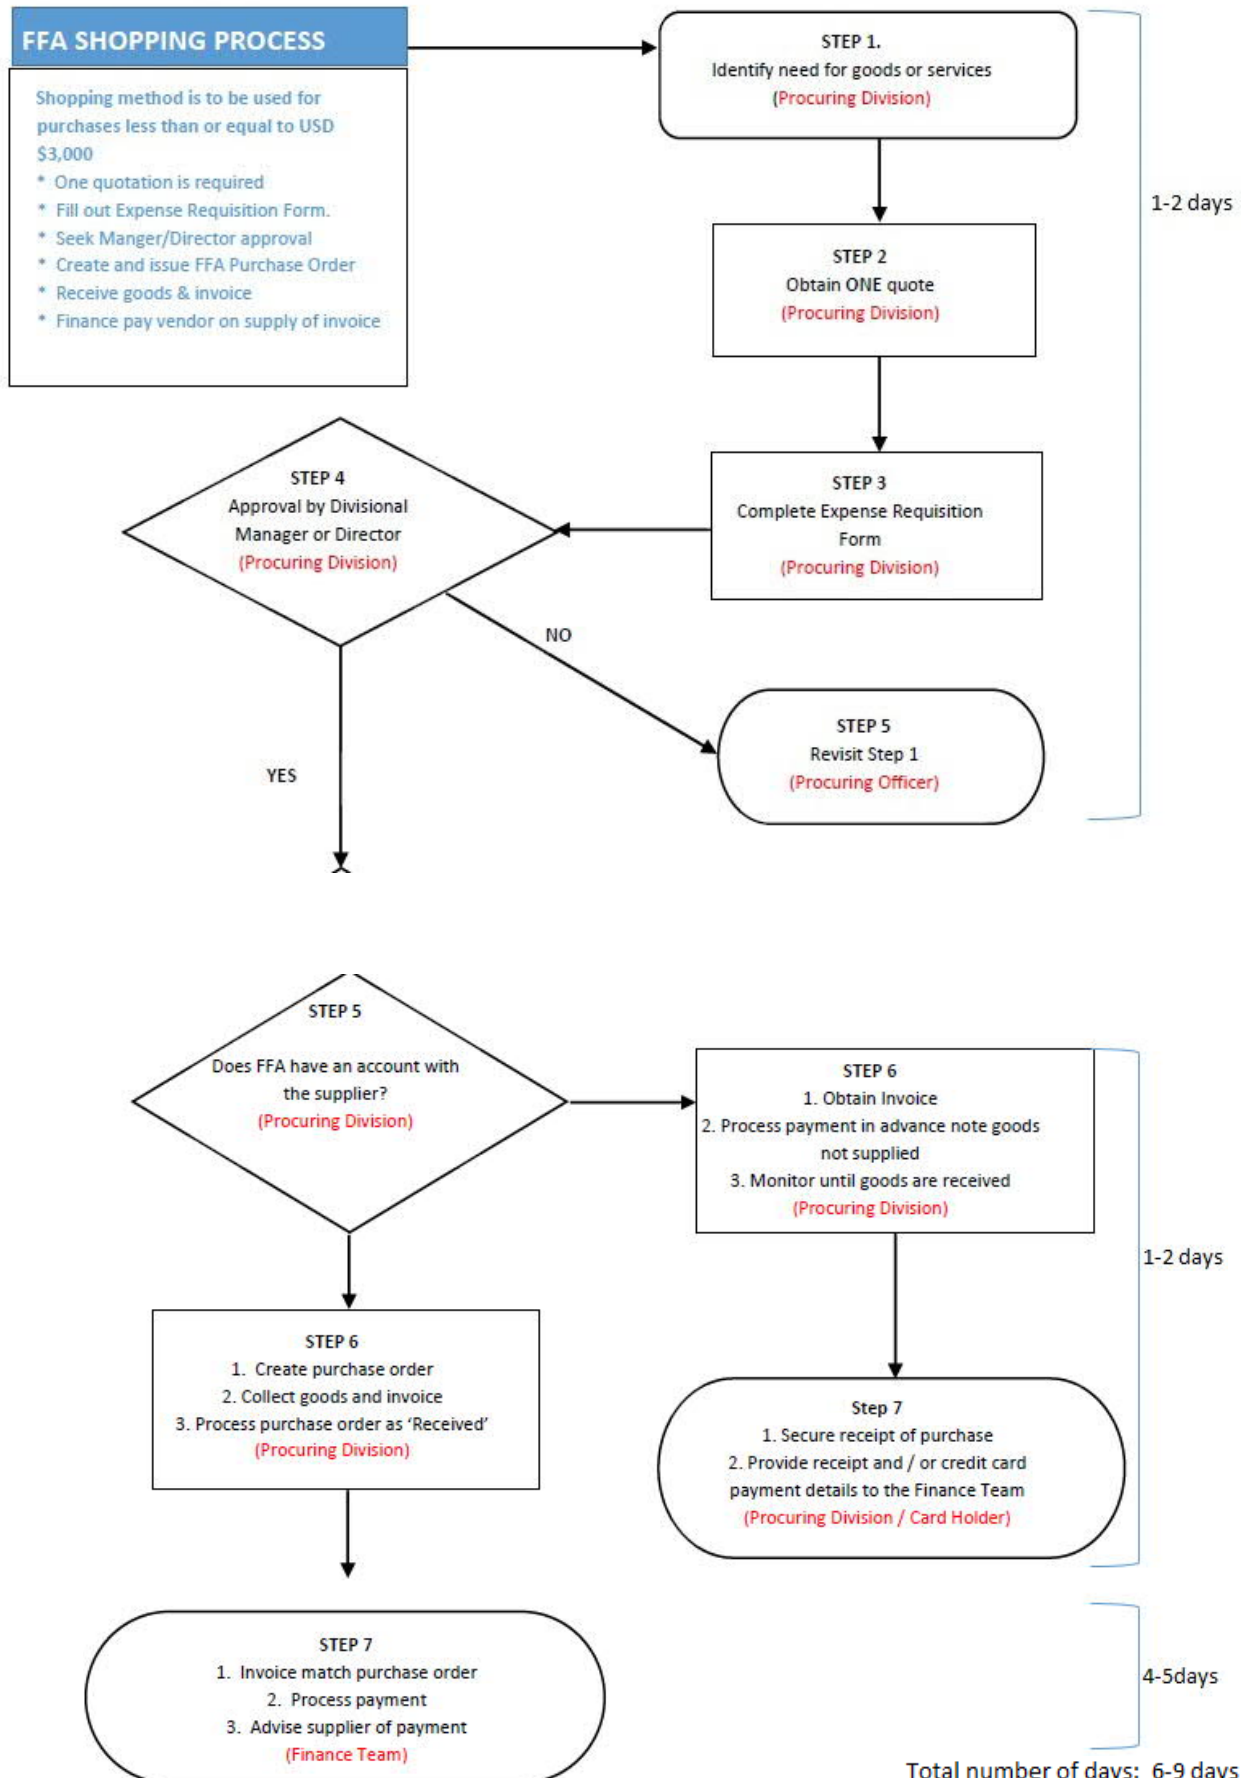 FFA SHOPPING PROCESS
Shopping method is to be used for
purchases less than or equal to USD
$3,000
* One quotation is required
* Fill out Expense Requisition Form.
* Seek Manger/Director approval
* Create and issue FFA Purchase Order
* Receive goods & invoice
* Finance pay vendor on supply of invoice
STEP 1.
Identify need for goods or services
(Procuring Division)
1-2 days
STEP 2
Obtain ONE quote
(Procuring Division)
STEP 3
Complete Expense Requisition
Form
(Procuring Division)
STEP 4
Approval by Divisional
Manager or Director
(Procuring Division)
NO
STEP 5
Revisit Step 1
(Procuring Officer)
YES
STEP 5
Does FFA have an account with
the supplier?
(Procuring Division)
STEP 6
1. Obtain Invoice
2. Process payment in advance note goods
not supplied
3. Monitor until goods are received
(Procuring Division)
1-2 days
STEP 6
1. Create purchase order
2. Collect goods and invoice
3. Process purchase order as ‘Received’
(Procuring Division)
Step 7
1. Secure receipt of purchase
2. Provide receipt and / or credit card
payment details to the Finance Team
(Procuring Division / Card Holder)
STEP 7
1. Invoice match purchase order
2. Process payment
3. Advise supplier of payment
(Finance Team)
4-5days
Total number of days: 6-9 days